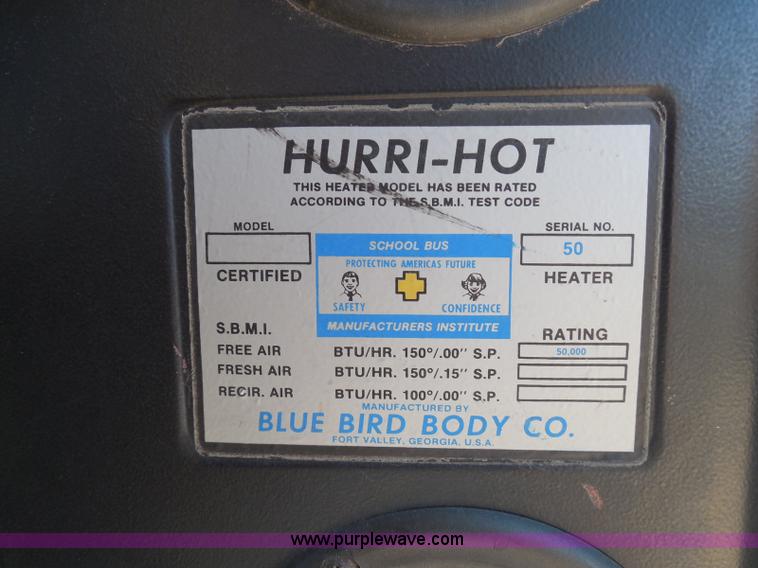 HURRI-HOT
THIS HEATER MODEL HAS BEEN RATED
ACCORDING TO THE S.B.M.I. TEST CODE
MODEL
CERTIFIED
SCHOOL BUS
PROTECTING AMERICAS FUTURE
SAFETY
CONFIDENCE
MANUFACTURERS INSTITUTE
SERIAL NO.
50
HEATER
S.B.M.I.
RATING
FREE AIR BTU/HR. 150°/.00" S.P. 50,000
FRESH AIR BTU/HR. 150°/.15" S.P.
RECIR. AIR BTU/HR. 100°/.00" S.P.
MANUFACTURED BY
BLUE BIRD BODY CO.
FORT VALLEY, GEORGIA, U.S.A.
www.purplewave.com